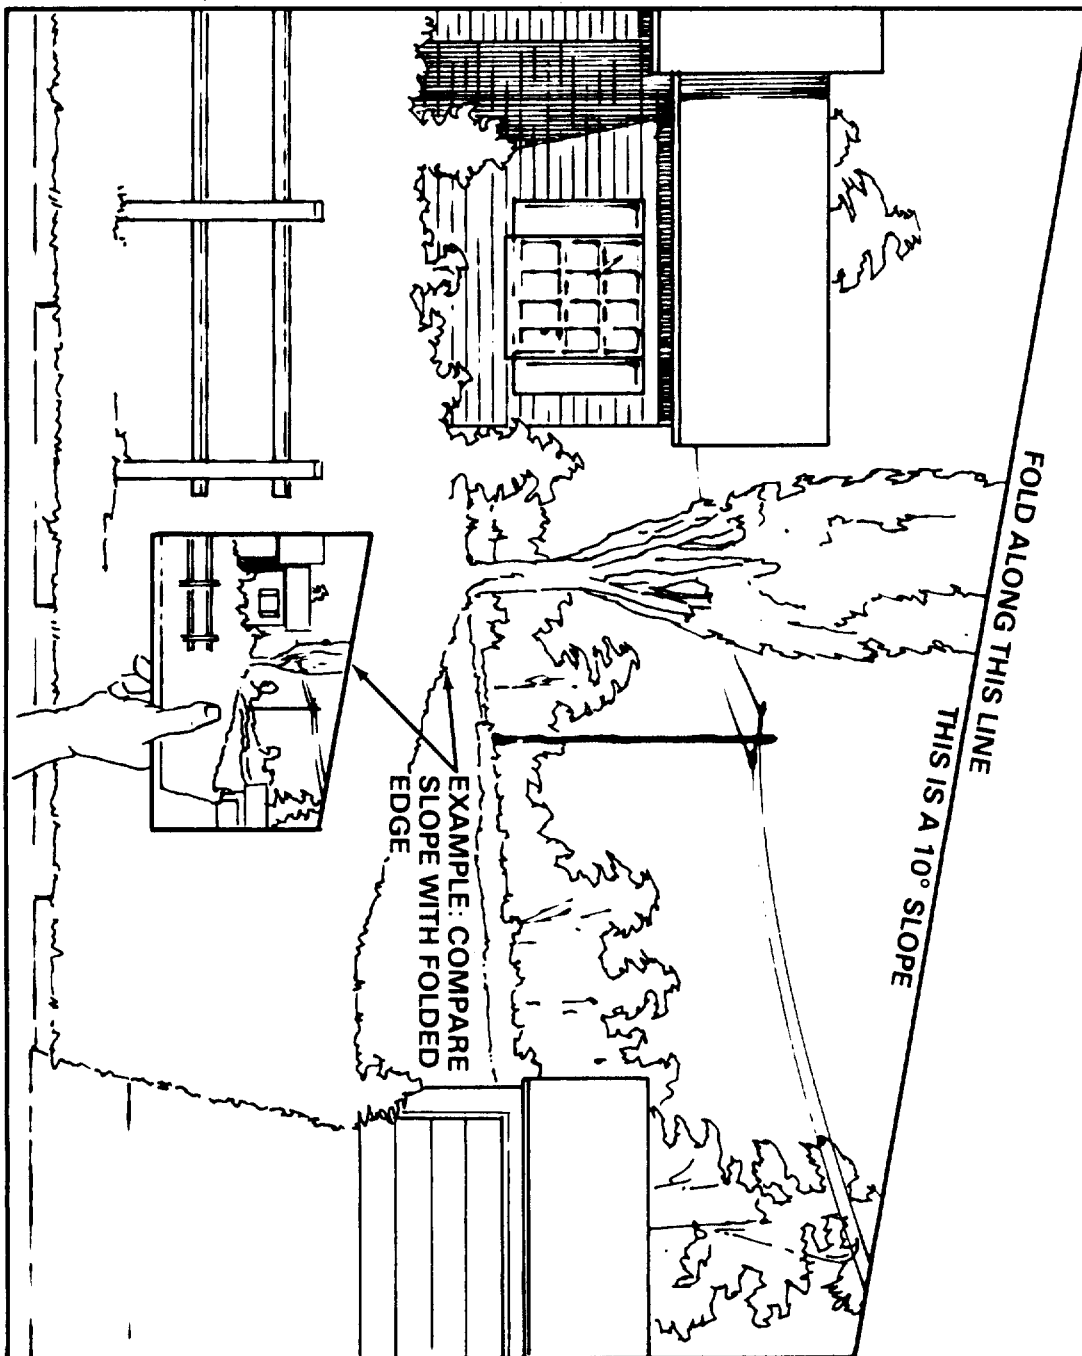 FOLD ALONG THIS LINE
THIS IS A 10° SLOPE
EXAMPLE: COMPARE
SLOPE WITH FOLDED
EDGE